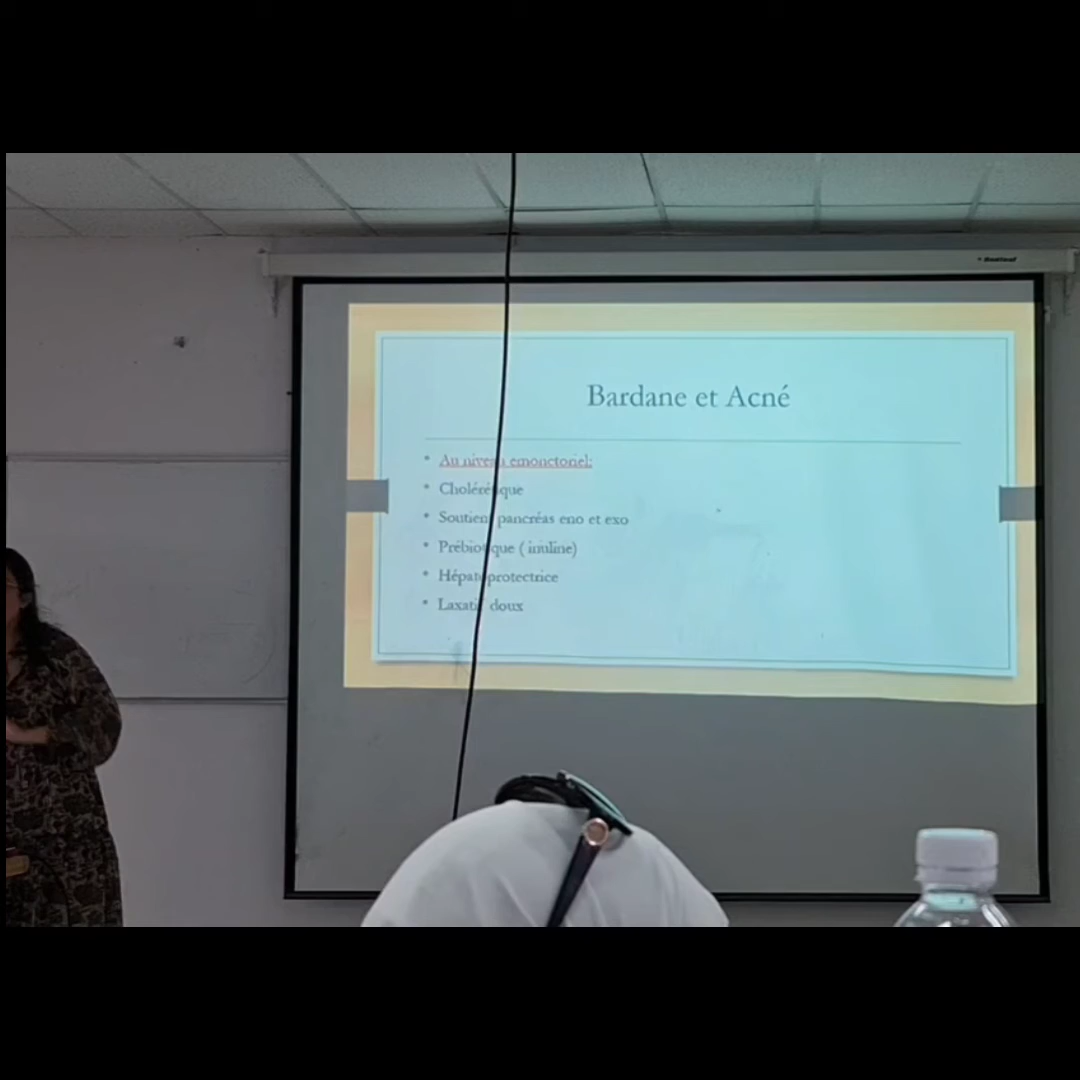 Bardane et Acné
* Au niveau emonctoriel:
* Cholérétique
* Soutien pancréas eno et exo
* Prébiotique ( inuline)
* Hépatoprotectrice
* Laxatif doux